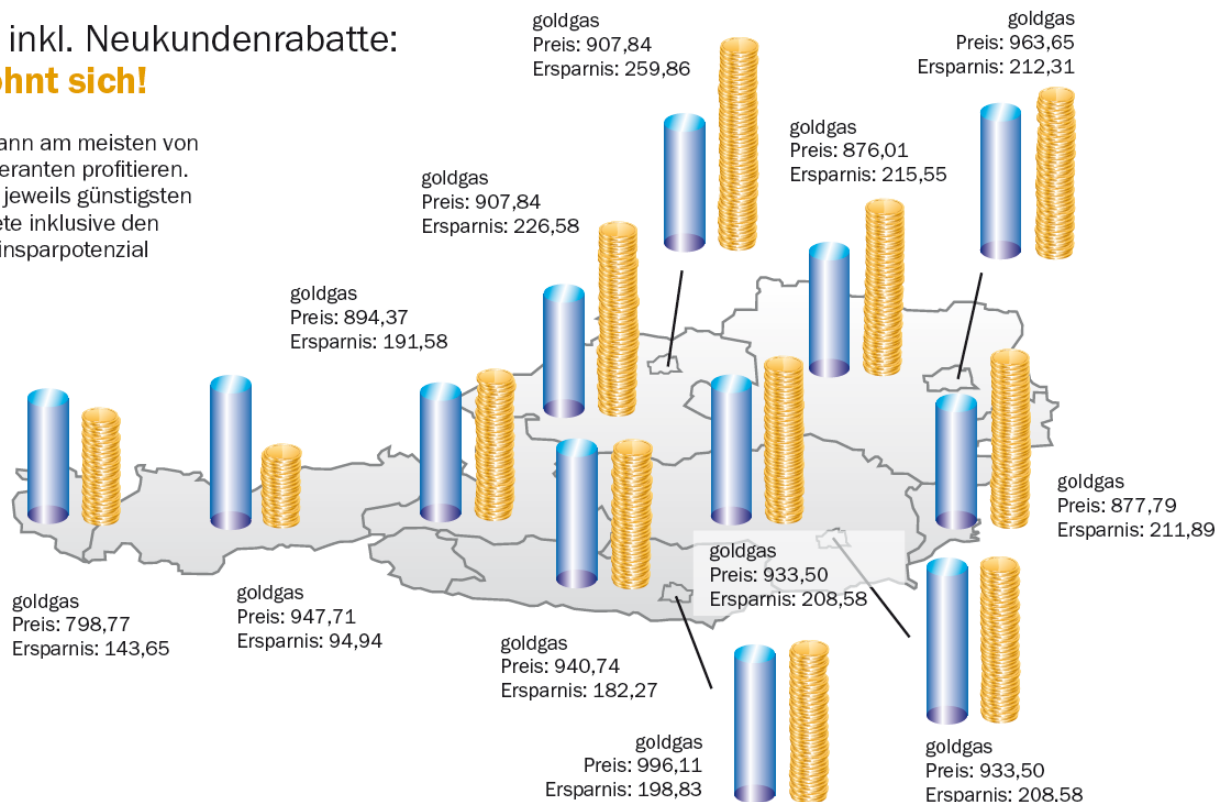 inkl. Neukundenrabatte:
ohnt sich!
ann am meisten von
eranten profitieren.
jeweils günstigsten
ete inklusive den
insparpotenzial
goldgas
Preis: 907,84
Ersparnis: 259,86
goldgas
Preis: 963,65
Ersparnis: 212,31
goldgas
Preis: 876,01
Ersparnis: 215,55
goldgas
Preis: 907,84
Ersparnis: 226,58
goldgas
Preis: 894,37
Ersparnis: 191,58
goldgas
Preis: 877,79
Ersparnis: 211,89
goldgas
Preis: 933,50
Ersparnis: 208,58
goldgas
Preis: 798,77
Ersparnis: 143,65
goldgas
Preis: 947,71
Ersparnis: 94,94
goldgas
Preis: 940,74
Ersparnis: 182,27
goldgas
Preis: 996,11
Ersparnis: 198,83
goldgas
Preis: 933,50
Ersparnis: 208,58